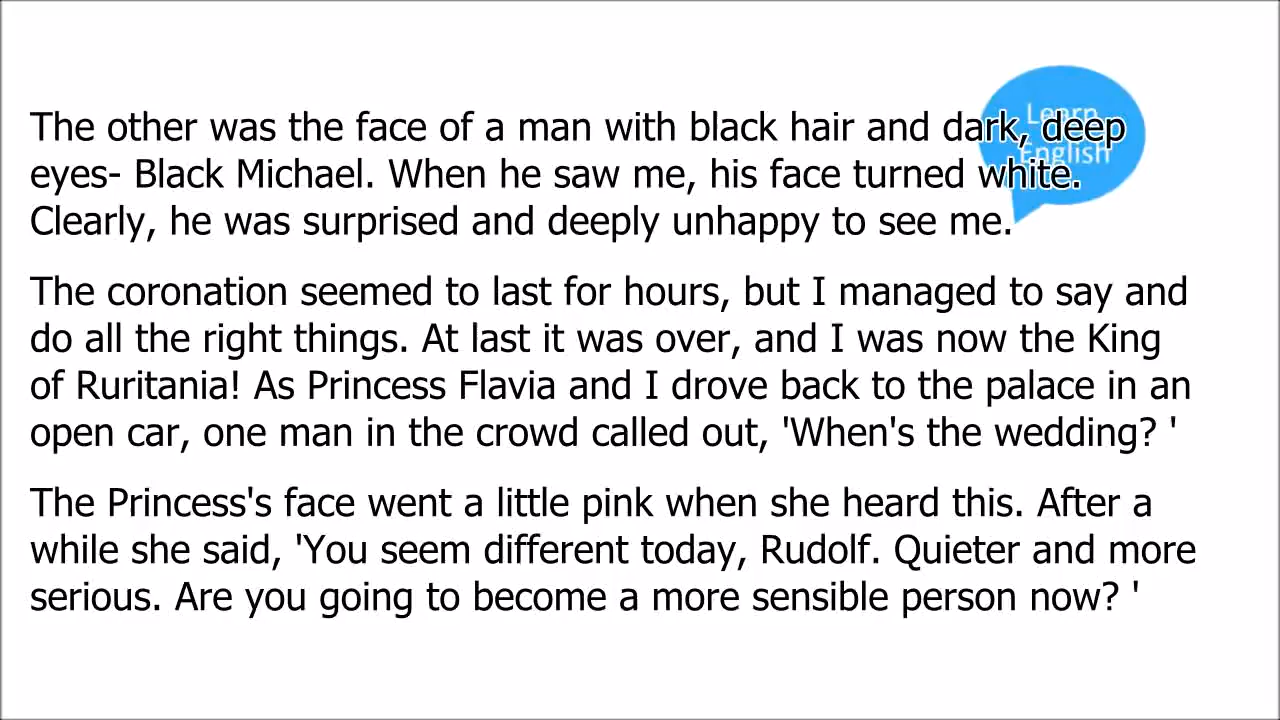 The other was the face of a man with black hair and dark, deep
eyes- Black Michael. When he saw me, his face turned white.
Clearly, he was surprised and deeply unhappy to see me.
The coronation seemed to last for hours, but I managed to say and
do all the right things. At last it was over, and I was now the King
of Ruritania! As Princess Flavia and I drove back to the palace in an
open car, one man in the crowd called out, 'When's the wedding? '
The Princess's face went a little pink when she heard this. After a
while she said, 'You seem different today, Rudolf. Quieter and more
serious. Are you going to become a more sensible person now? '
Learn
English